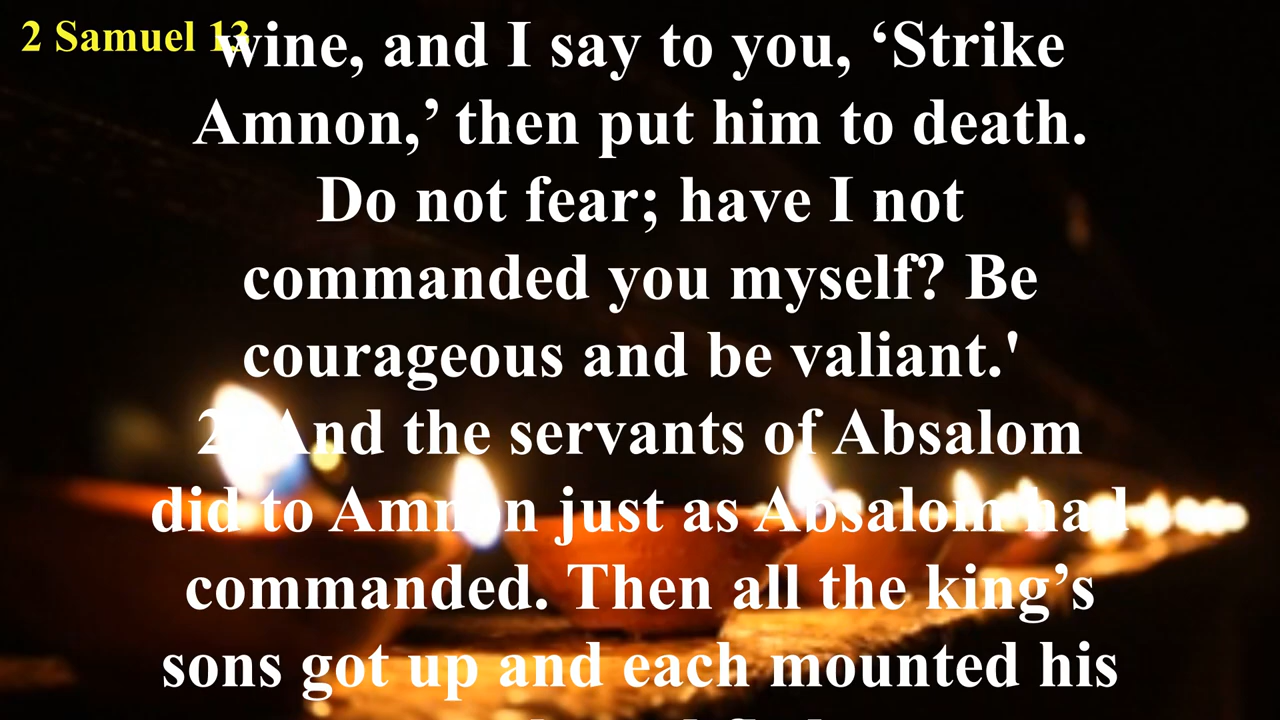 2 Samuel 13
wine, and I say to you, ‘Strike
Amnon,’ then put him to death.
Do not fear; have I not
commanded you myself? Be
courageous and be valiant.'
And the servants of Absalom
did to Amnon just as Absalom had
commanded. Then all the king’s
sons got up and each mounted his